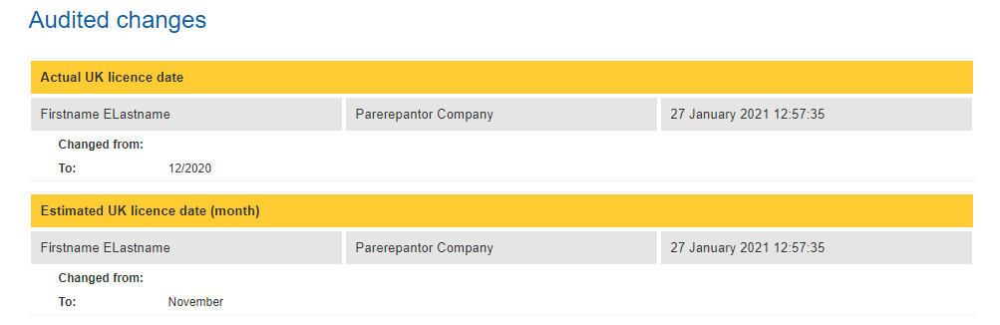 Audited changes
Actual UK licence date
Firstname ELastname Parerepantor Company 27 January 2021 12:57:35
Changed from:
To: 12/2020
Estimated UK licence date (month)
Firstname ELastname Parerepantor Company 27 January 2021 12:57:35
Changed from:
To: November